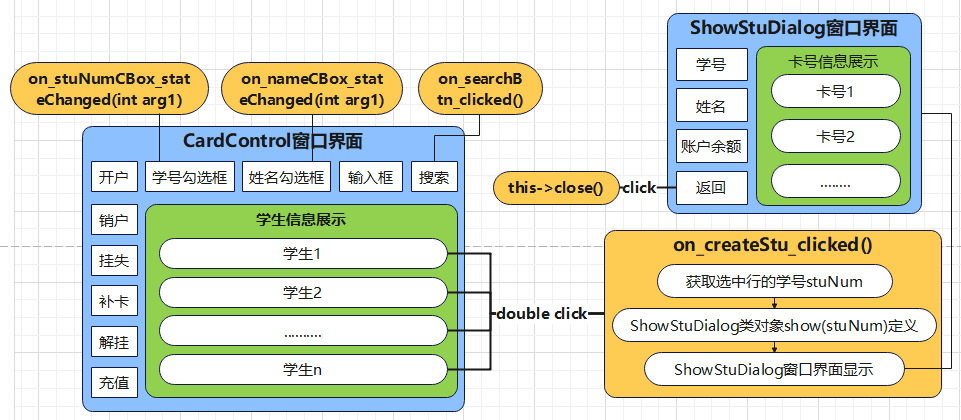 on_stuNumCBox_stat
eChanged(int arg1)
on_nameCBox_stat
eChanged(int arg1)
on_searchB
tn_clicked()
CardControl窗口界面
开户
学号勾选框
姓名勾选框
输入框
搜索
销户
挂失
补卡
解挂
充值
学生信息展示
学生1
学生2
..........
学生n
double click
ShowStuDialog窗口界面
学号
姓名
账户余额
返回
卡号信息展示
卡号1
卡号2
........
this->close()
click
on_createStu_clicked()
获取选中行的学号stuNum
ShowStuDialog类对象show(stuNum)定义
ShowStuDialog窗口界面显示